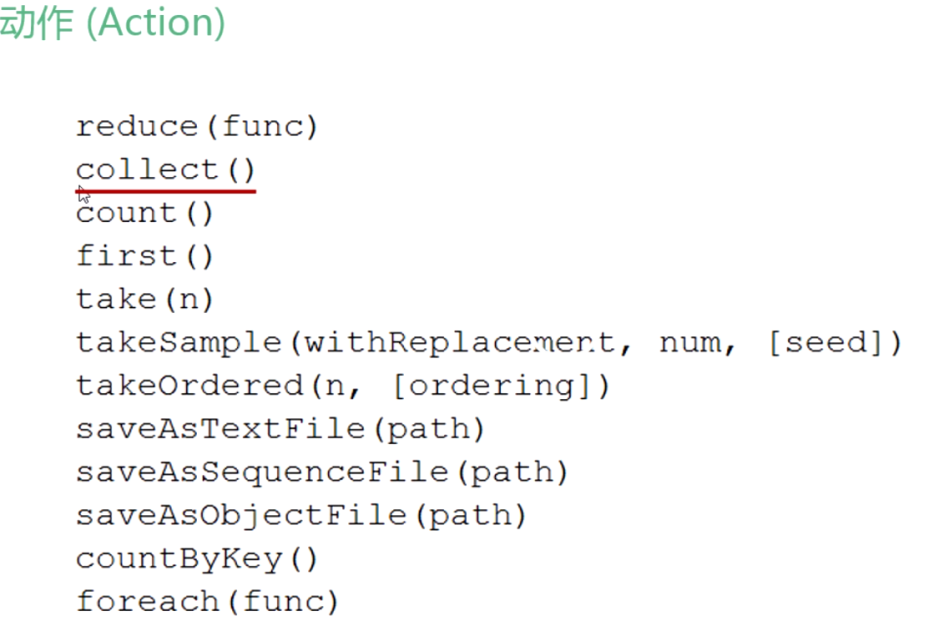 动作 (Action)
reduce(func)
collect()
count()
first()
take(n)
takeSample(withReplacement, num, [seed])
takeOrdered(n, [ordering])
saveAsTextFile(path)
saveAsSequenceFile(path)
saveAsObjectFile(path)
countByKey()
foreach(func)